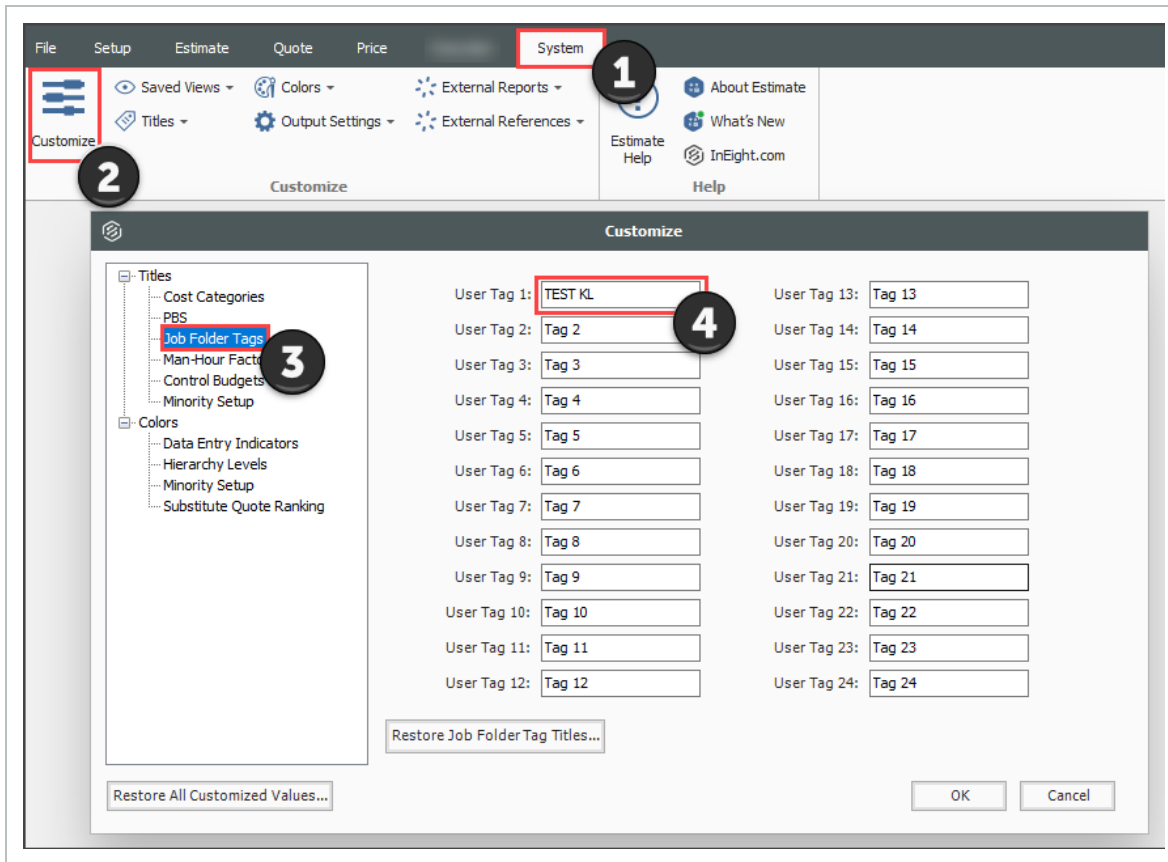 File Setup Estimate Quote Price System
1
Customize
Saved Views
Titles
Colors
Output Settings
External Reports
External References
Customize
2
Estimate Help
About Estimate
What's New
InEight.com
Help
Customize
Titles
Cost Categories
PBS
Job Folder Tags
3
Control Budgets
Minority Setup
Colors
Data Entry Indicators
Hierarchy Levels
Minority Setup
Substitute Quote Ranking
User Tag 1: TEST KL
4
User Tag 2: Tag 2
User Tag 3: Tag 3
User Tag 4: Tag 4
User Tag 5: Tag 5
User Tag 6: Tag 6
User Tag 7: Tag 7
User Tag 8: Tag 8
User Tag 9: Tag 9
User Tag 10: Tag 10
User Tag 11: Tag 11
User Tag 12: Tag 12
User Tag 13: Tag 13
User Tag 14: Tag 14
User Tag 15: Tag 15
User Tag 16: Tag 16
User Tag 17: Tag 17
User Tag 18: Tag 18
User Tag 19: Tag 19
User Tag 20: Tag 20
User Tag 21: Tag 21
User Tag 22: Tag 22
User Tag 23: Tag 23
User Tag 24: Tag 24
Restore Job Folder Tag Titles...
Restore All Customized Values...
OK Cancel